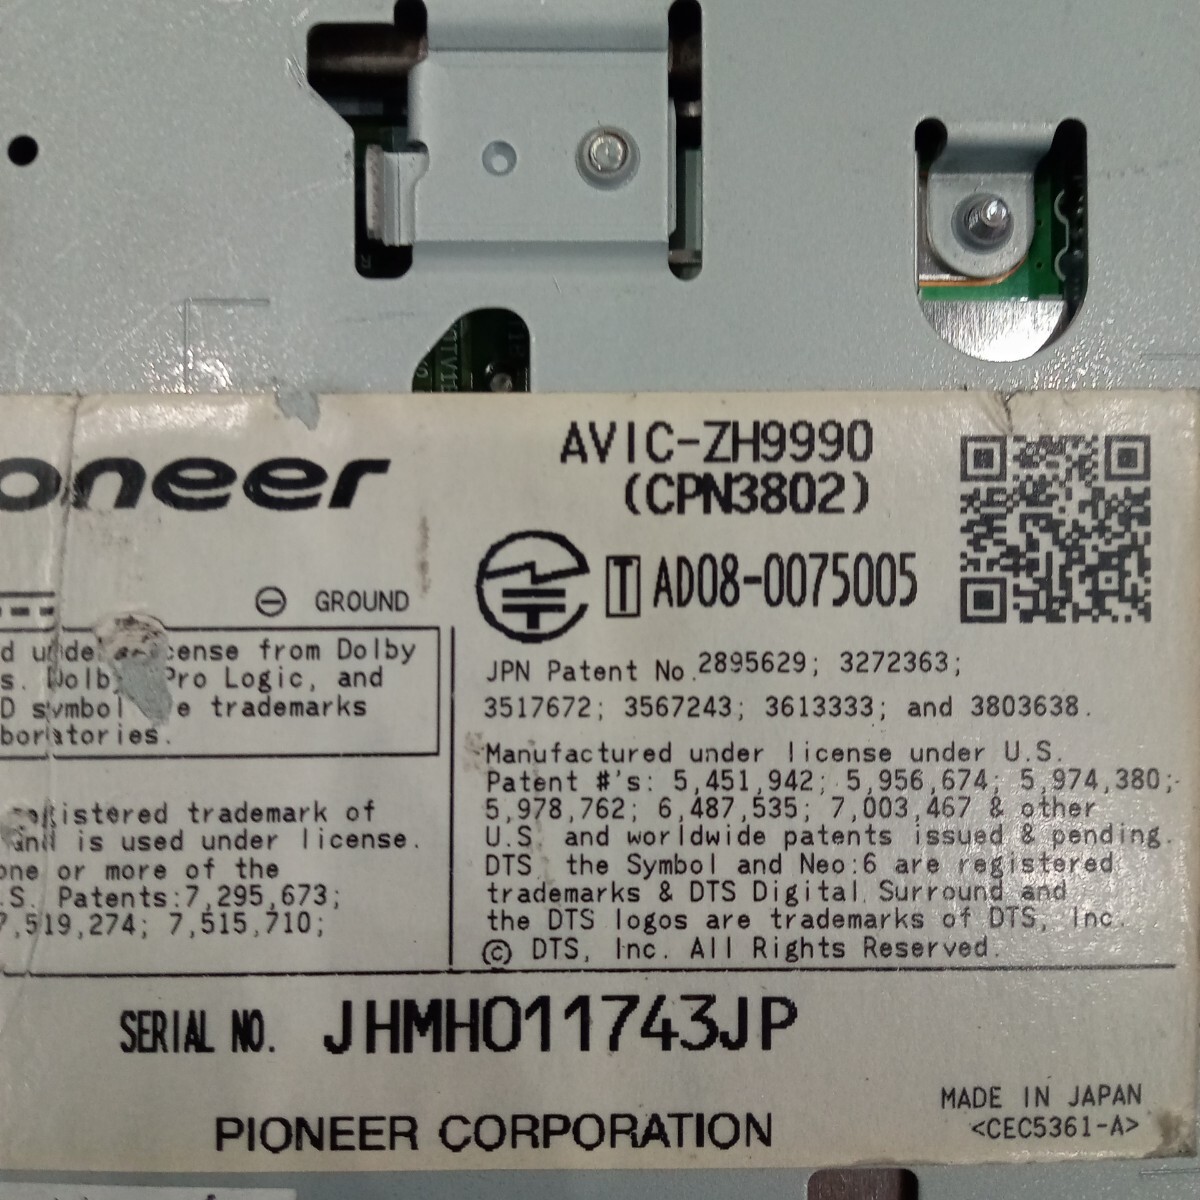 oneer
AVIC-ZH9990
(CPN3802)
⊖ GROUND
T AD08-0075005
d under license from Dolby
s. Dolby, Pro Logic, and
D symbol are trademarks
boratories.
JPN Patent No.2895629; 3272363;
3517672; 3567243; 3613333; and 3803638.
Manufactured under license under U.S.
Patent #'s: 5,451,942; 5,956,674; 5,974,380;
5,978,762; 6,487,535; 7,003,467 & other
U.S. and worldwide patents issued & pending.
DTS, the Symbol and Neo:6 are registered
trademarks & DTS Digital Surround and
the DTS logos are trademarks of DTS, Inc.
© DTS, Inc. All Rights Reserved.
registered trademark of
and is used under license.
one or more of the
.S. Patents:7,295,673;
7,519,274; 7,515,710;
SERIAL NO. JHMH011743JP
PIONEER CORPORATION
MADE IN JAPAN
<CEC5361-A>